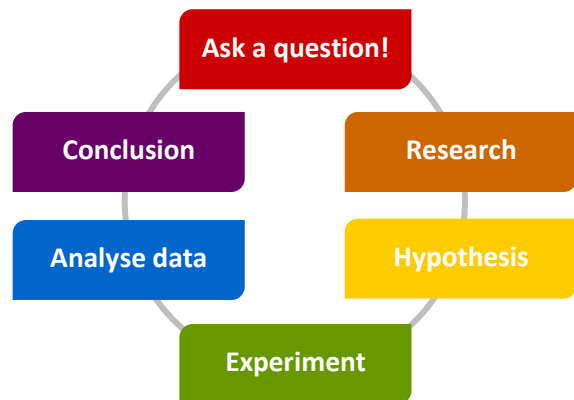 Ask a question!
Research
Hypothesis
Experiment
Analyse data
Conclusion